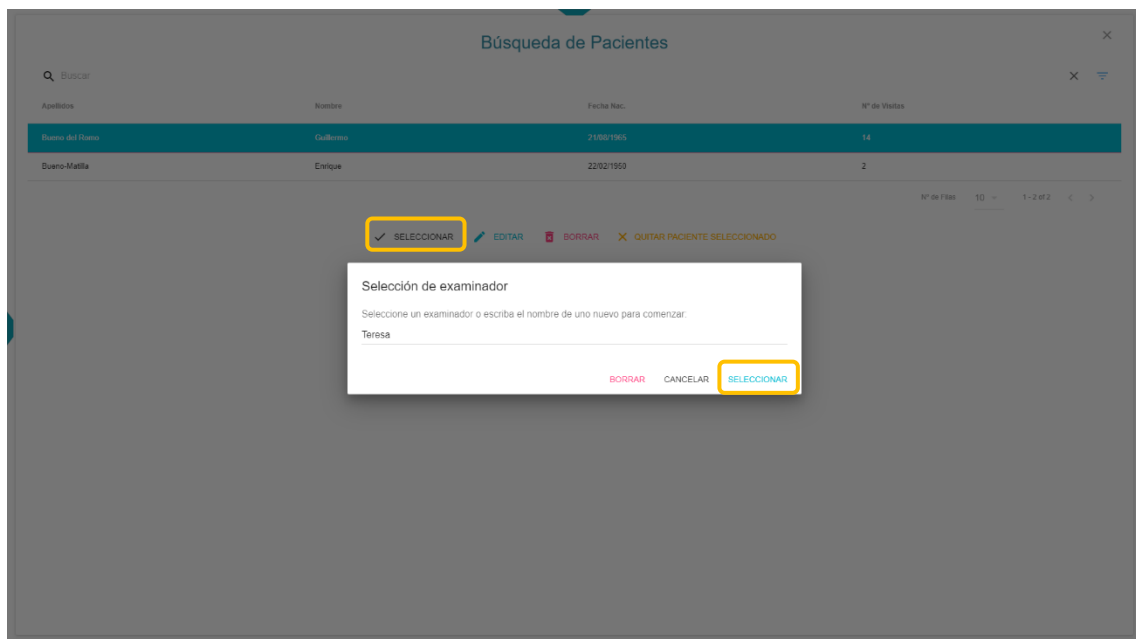 Búsqueda de Pacientes
Buscar
Apellidos Nombre Fecha Nac. Nº de Visitas
Bueno del Romo Guillermo 21/08/1965 14
Bueno-Matilla Enrique 22/02/1950 2
Nº de Filas 10 1-2 of 2
SELECCIONAR EDITAR BORRAR QUITAR PACIENTE SELECCIONADO
Selección de examinador
Seleccione un examinador o escriba el nombre de uno nuevo para comenzar.
Teresa
BORRAR CANCELAR SELECCIONAR